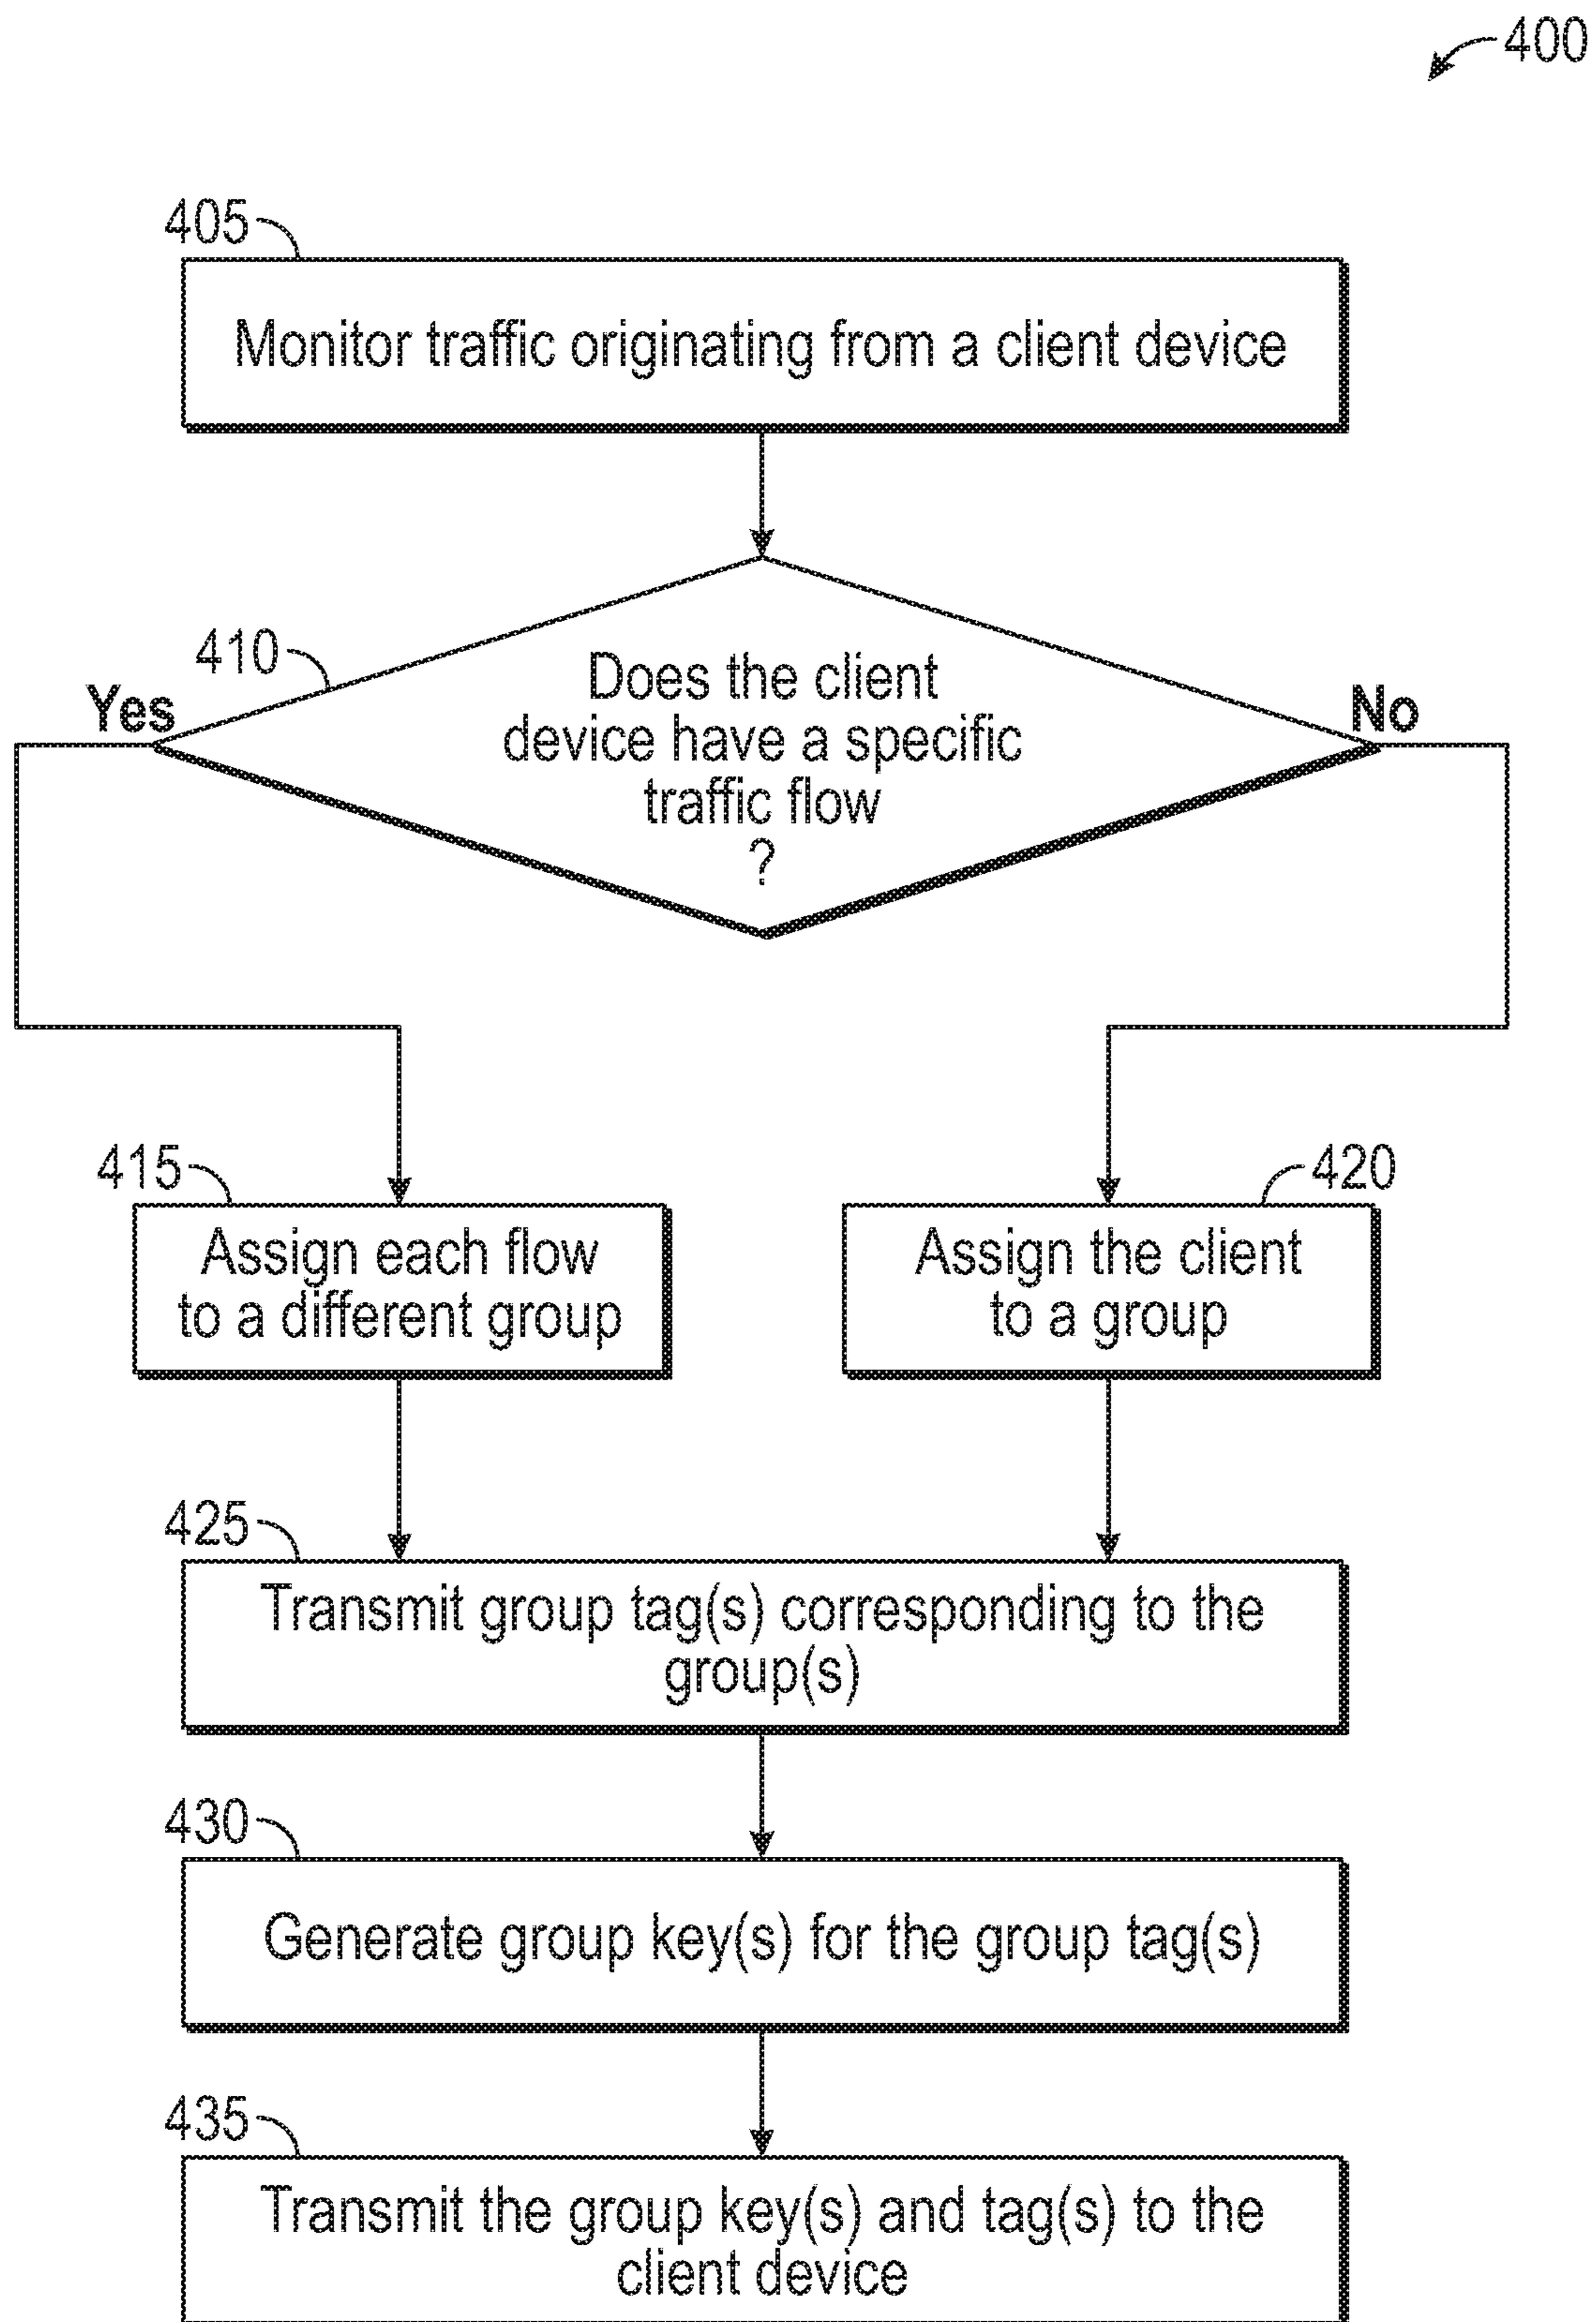 400
405
Monitor traffic originating from a client device
410
Does the client
device have a specific
traffic flow
?
Yes
No
415
Assign each flow
to a different group
420
Assign the client
to a group
425
Transmit group tag(s) corresponding to the
group(s)
430
Generate group key(s) for the group tag(s)
435
Transmit the group key(s) and tag(s) to the
client device